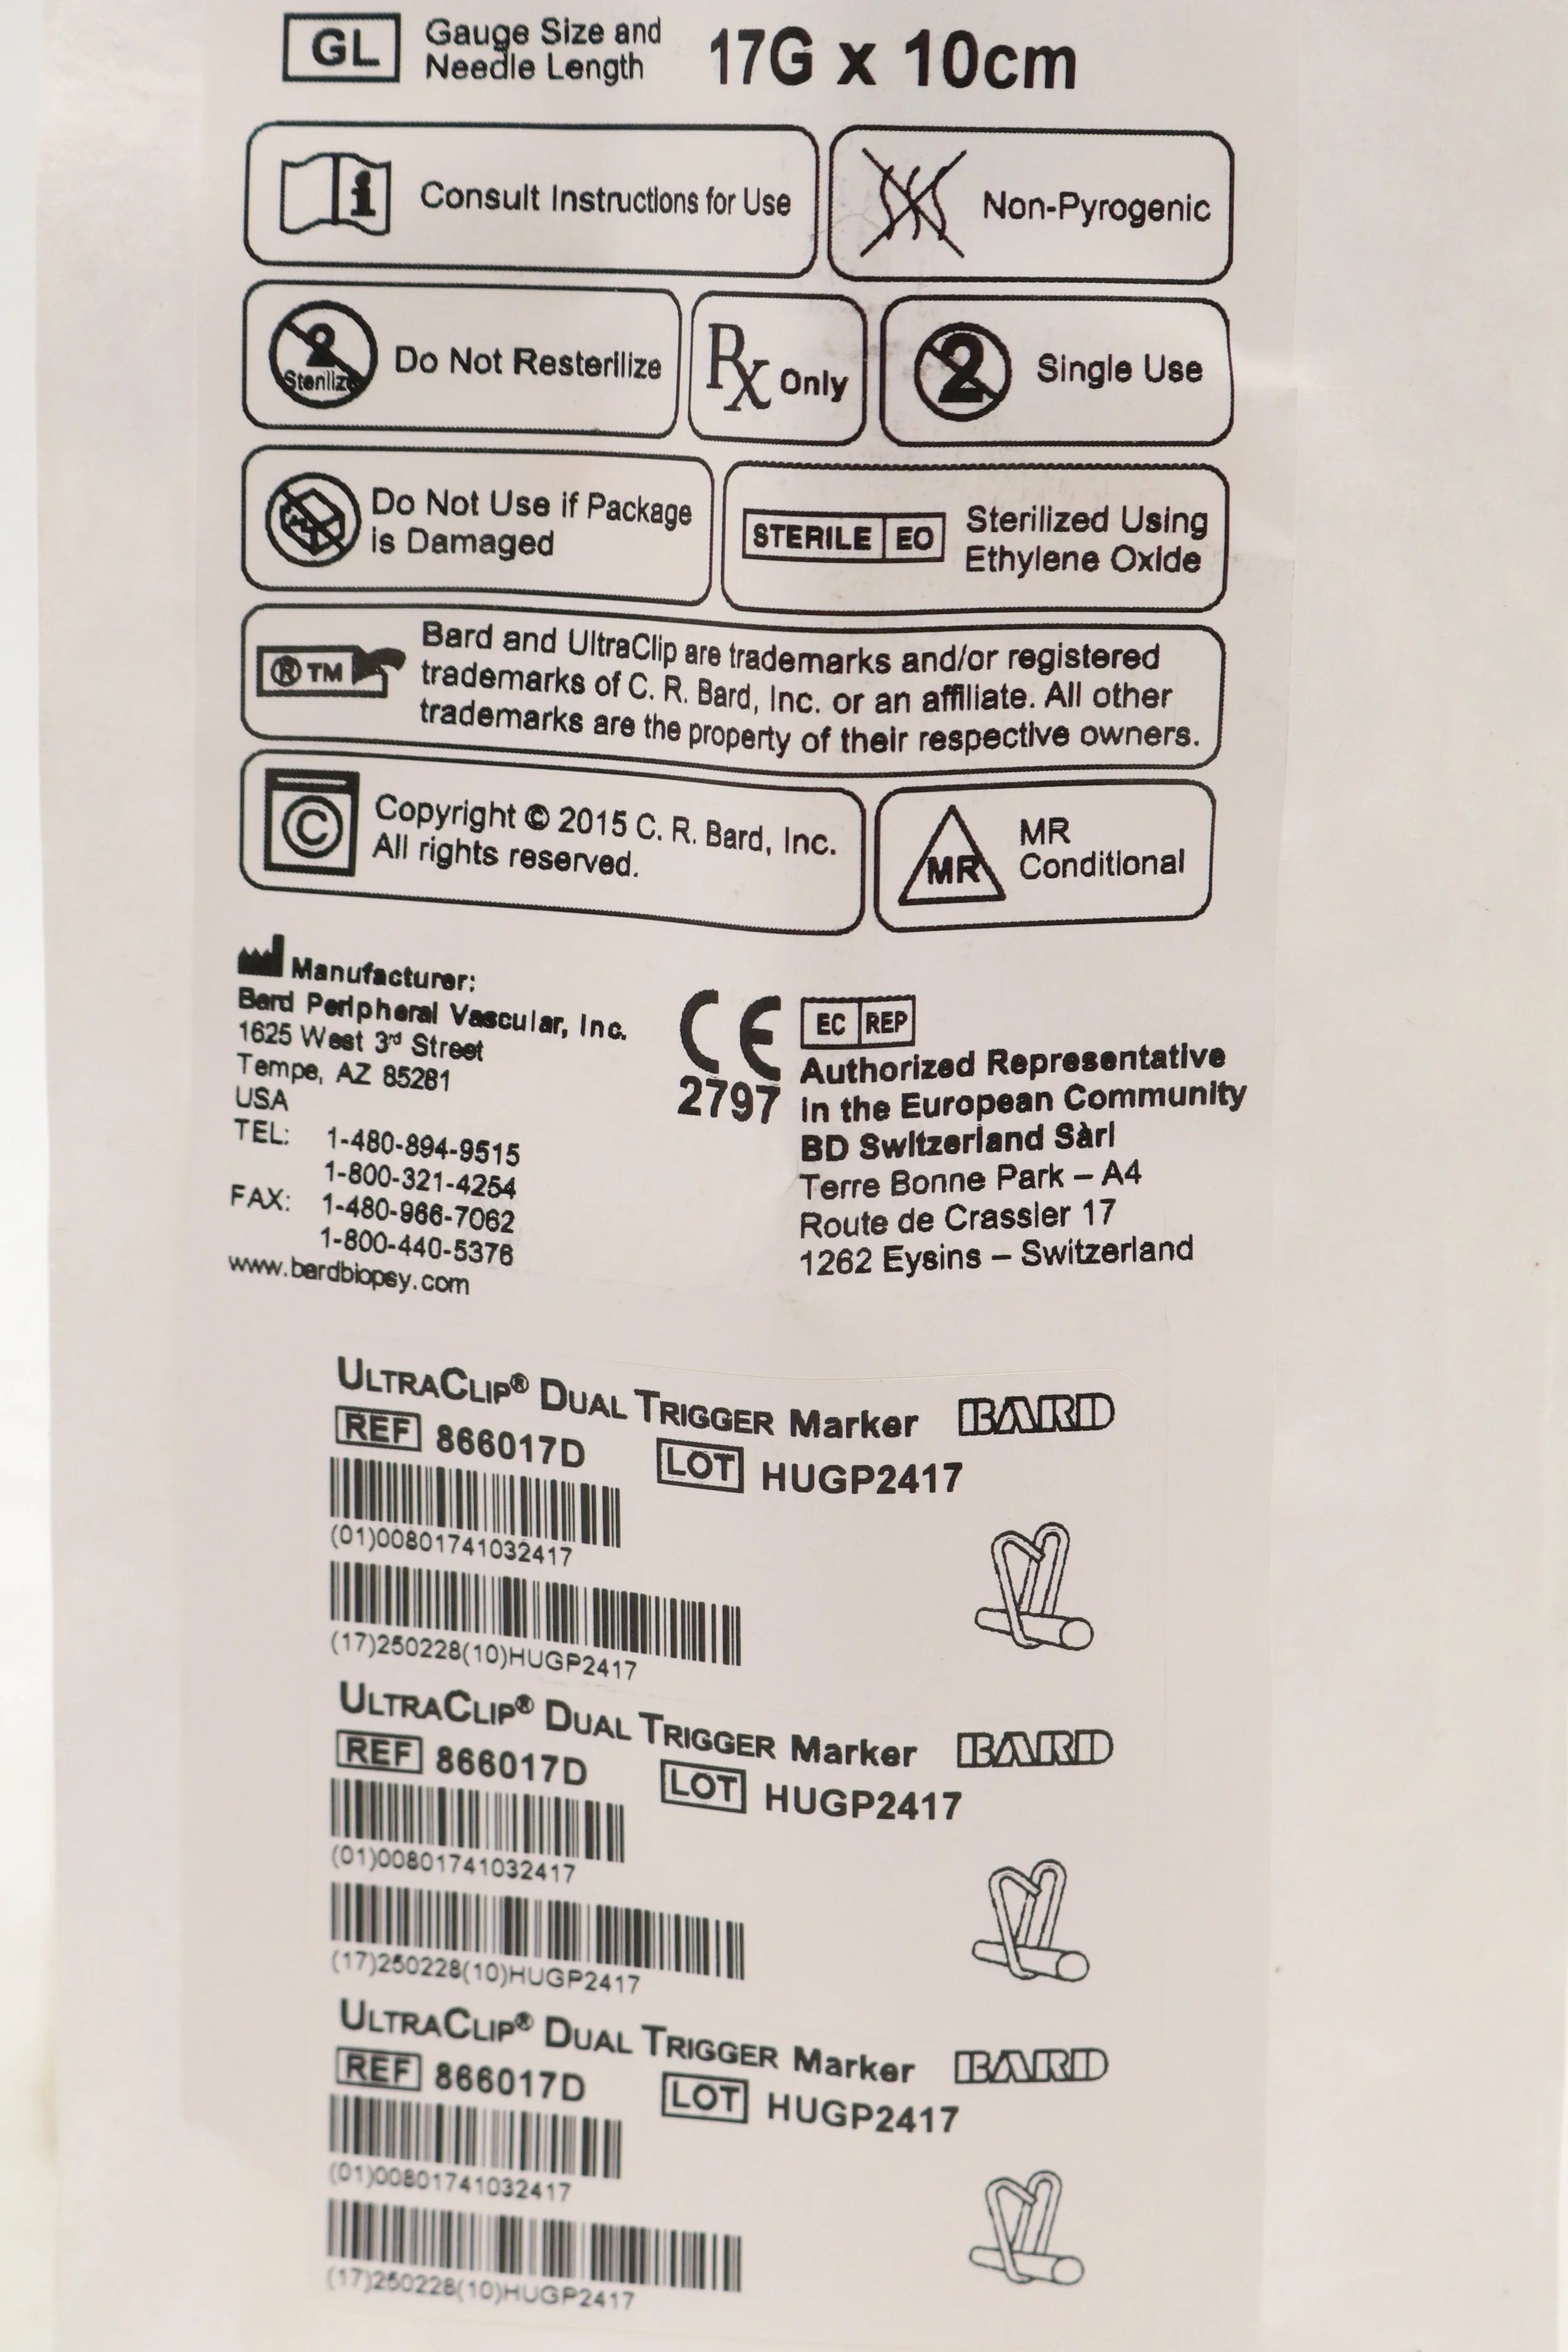 GL Gauge Size and
Needle Length 17G x 10cm
i Consult Instructions for Use
Non-Pyrogenic
2 Sterilize Do Not Resterilize
Rx Only
2 Single Use
Do Not Use if Package
is Damaged
STERILE EO Sterilized Using
Ethylene Oxide
® TM Bard and UltraClip are trademarks and/or registered
trademarks of C. R. Bard, Inc. or an affiliate. All other
trademarks are the property of their respective owners.
© Copyright © 2015 C. R. Bard, Inc.
All rights reserved.
MR MR
Conditional
Manufacturer:
Bard Peripheral Vascular, Inc.
1625 West 3rd Street
Tempe, AZ 85281
USA
TEL: 1-480-894-9515
1-800-321-4254
FAX: 1-480-966-7062
1-800-440-5376
www.bardbiopsy.com
CE
2797
EC REP
Authorized Representative
in the European Community
BD Switzerland Sàrl
Terre Bonne Park – A4
Route de Crassier 17
1262 Eysins – Switzerland
ULTRACLIP® DUAL TRIGGER Marker BARD
REF 866017D LOT HUGP2417
(01)00801741032417
(17)250228(10)HUGP2417
ULTRACLIP® DUAL TRIGGER Marker BARD
REF 866017D LOT HUGP2417
(01)00801741032417
(17)250228(10)HUGP2417
ULTRACLIP® DUAL TRIGGER Marker BARD
REF 866017D LOT HUGP2417
(01)00801741032417
(17)250228(10)HUGP2417